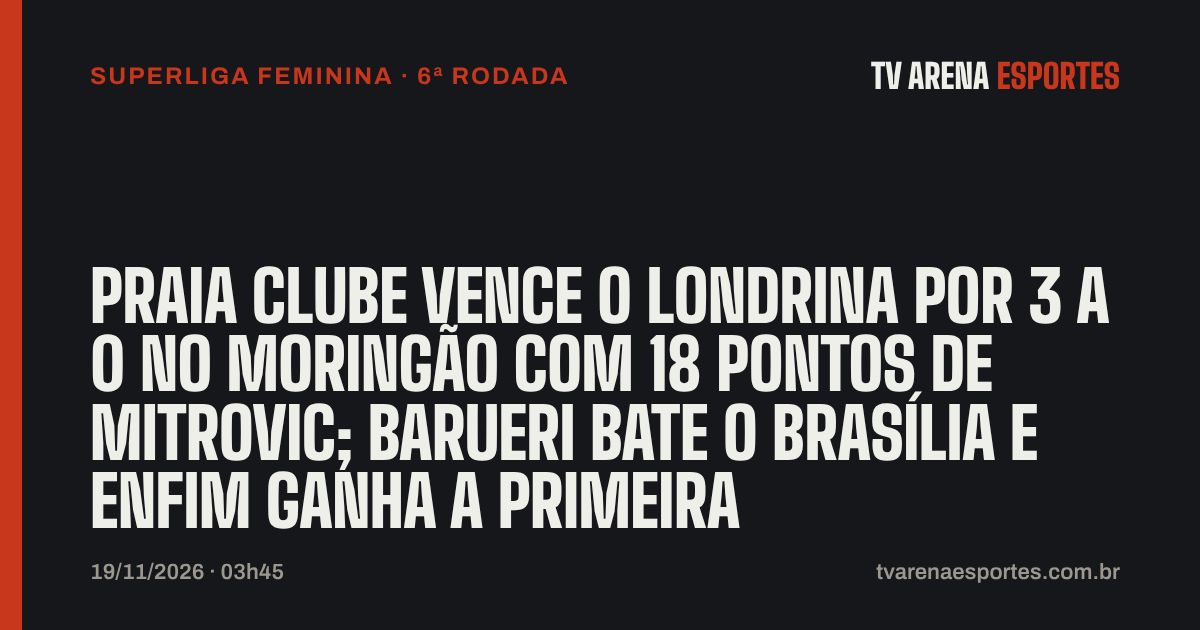 SUPERLIGA FEMININA · 6ª RODADA
TV ARENA ESPORTES
PRAIA CLUBE VENCE O LONDRINA POR 3 A
0 NO MORINGÃO COM 18 PONTOS DE
MITROVIC; BARUERI BATE O BRASÍLIA E
ENFIM GANHA A PRIMEIRA
19/11/2026 · 03h45
tvarenaesportes.com.br